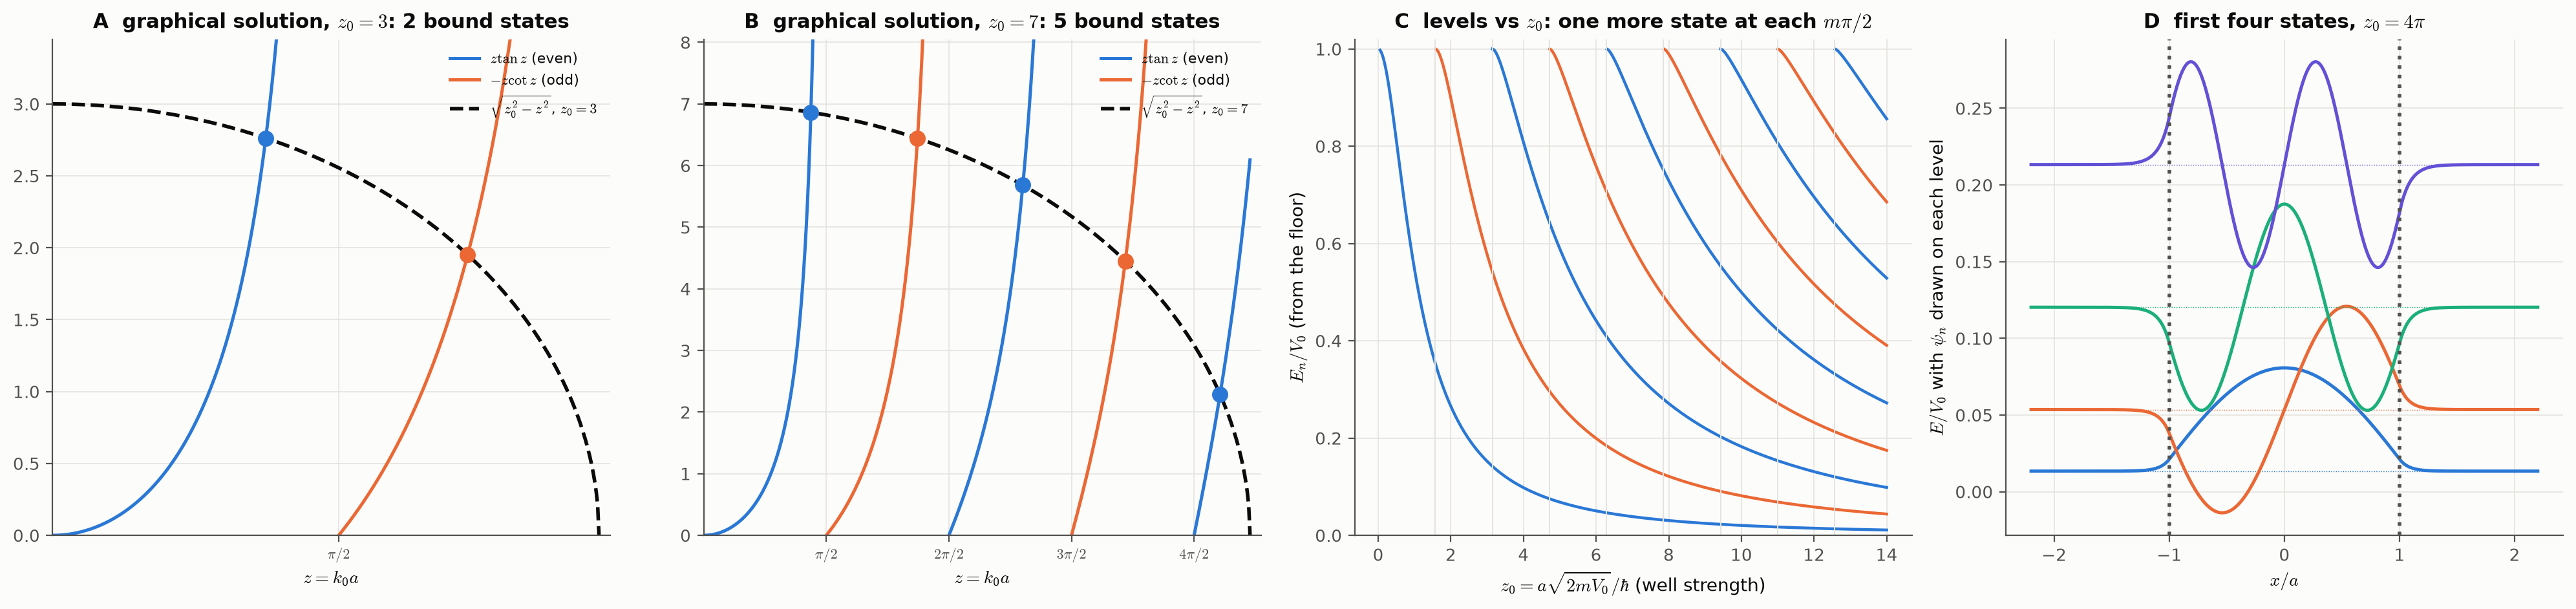 A graphical solution, $z_0 = 3$: 2 bound states
z tan z (even)
−z cot z (odd)
√(z₀² − z²), z₀ = 3
3.0
2.5
2.0
1.5
1.0
0.5
0.0
π/2
z = k₀a
B graphical solution, z₀ = 7: 5 bound states
z tan z (even)
−z cot z (odd)
√(z₀² − z²), z₀ = 7
8
7
6
5
4
3
2
1
0
π/2
2π/2
3π/2
4π/2
z = k₀a
C levels vs z₀: one more state at each mπ/2
Eₙ/V₀ (from the floor)
1.0
0.8
0.6
0.4
0.2
0.0
0
2
4
6
8
10
12
14
z₀ = a√(2mV₀)/ħ (well strength)
D first four states, z₀ = 4π
E/V₀ with ψₙ drawn on each level
0.25
0.20
0.15
0.10
0.05
0.00
−2
−1
0
1
2
x/a